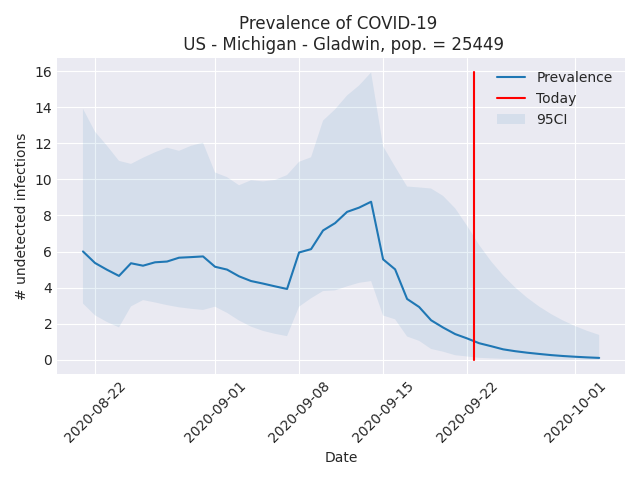 Prevalence of COVID-19
US - Michigan - Gladwin, pop. = 25449
16
14
12
10
8
6
4
2
0
# undetected infections
Prevalence
Today
95CI
2020-08-22
2020-09-01
2020-09-08
2020-09-15
2020-09-22
2020-10-01
Date